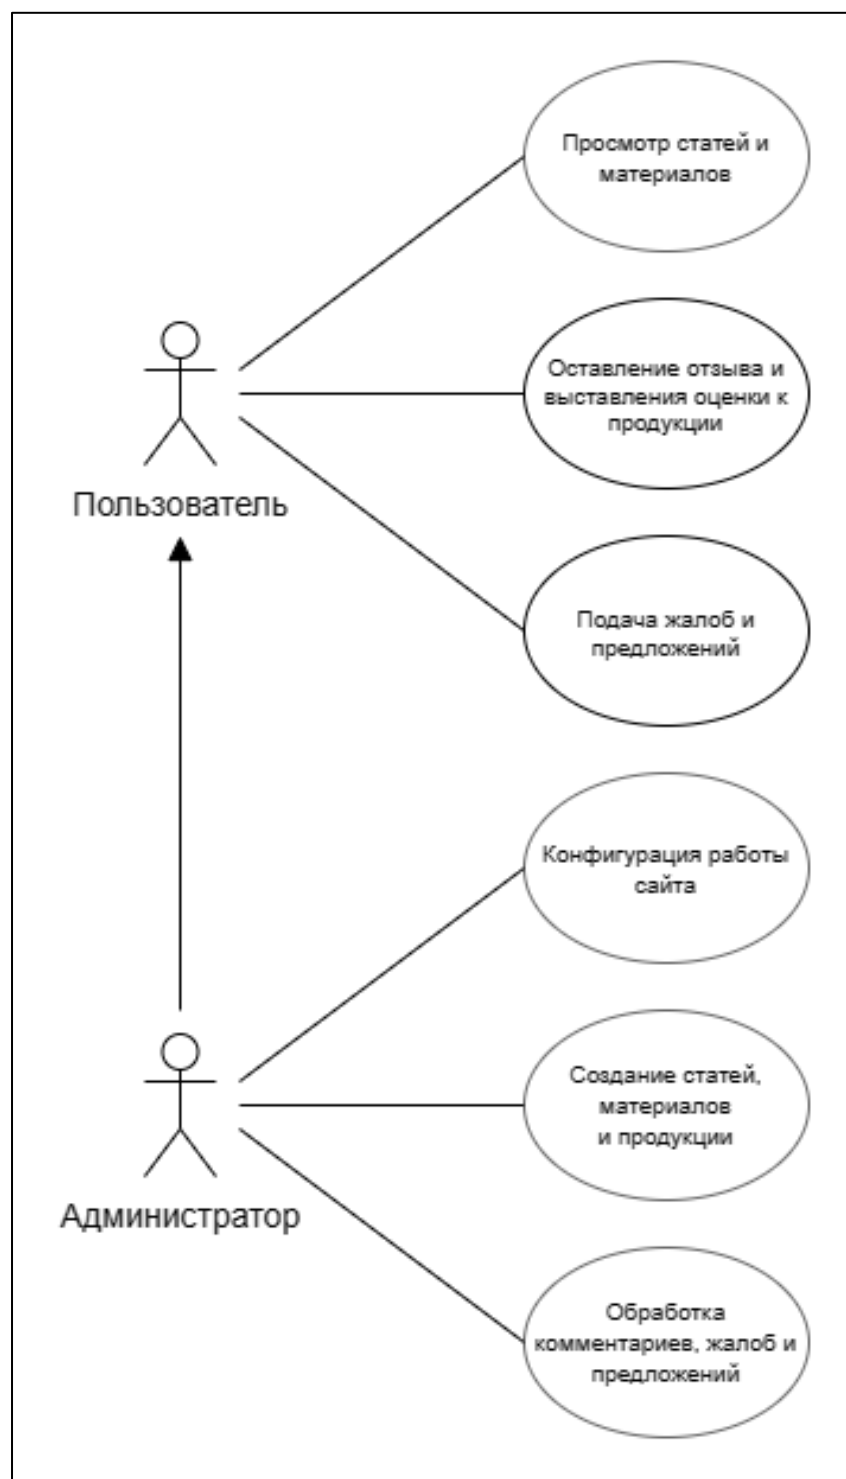 Просмотр статей и
материалов
Оставление отзыва и
выставления оценки к
продукции
Пользователь
Подача жалоб и
предложений
Конфигурация работы
сайта
Создание статей,
материалов
и продукции
Администратор
Обработка
комментариев, жалоб и
предложений